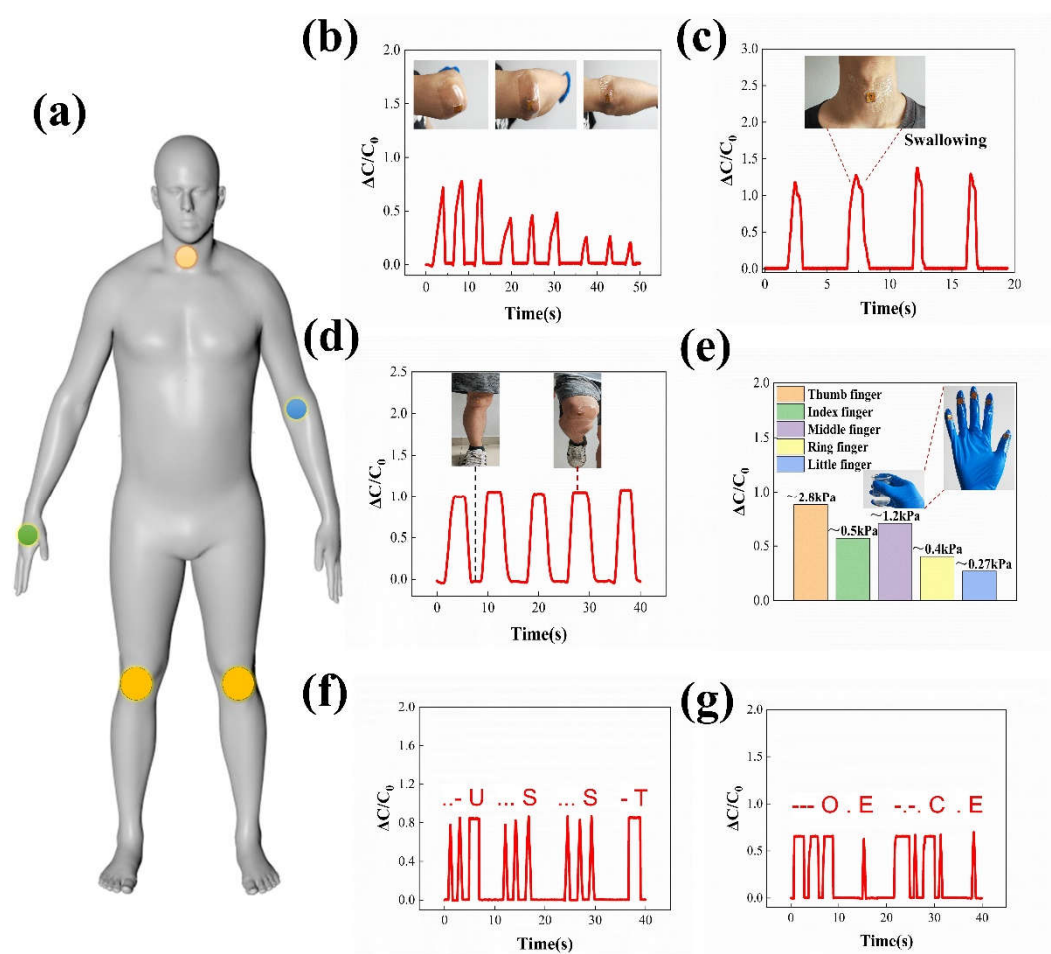 (a)
(b)
2.0
1.5
1.0
0.5
0.0
ΔC/C₀
0 10 20 30 40 50
Time(s)
(c)
3.0
2.5
2.0
1.5
1.0
0.5
0.0
ΔC/C₀
Swallowing
0 5 10 15 20
Time(s)
(d)
2.5
2.0
1.5
1.0
0.5
0.0
ΔC/C₀
0 10 20 30 40
Time(s)
(e)
2.0
1.5
1.0
0.5
0.0
ΔC/C₀
Thumb finger
Index finger
Middle finger
Ring finger
Little finger
~2.8kPa
~0.5kPa
~1.2kPa
~0.4kPa
~0.27kPa
(f)
2.0
1.6
1.2
0.8
0.4
0.0
ΔC/C₀
..- U ... S ... S - T
0 10 20 30 40
Time(s)
(g)
2.0
1.6
1.2
0.8
0.4
0.0
ΔC/C₀
--- O . E -.-. C . E
0 10 20 30 40
Time(s)